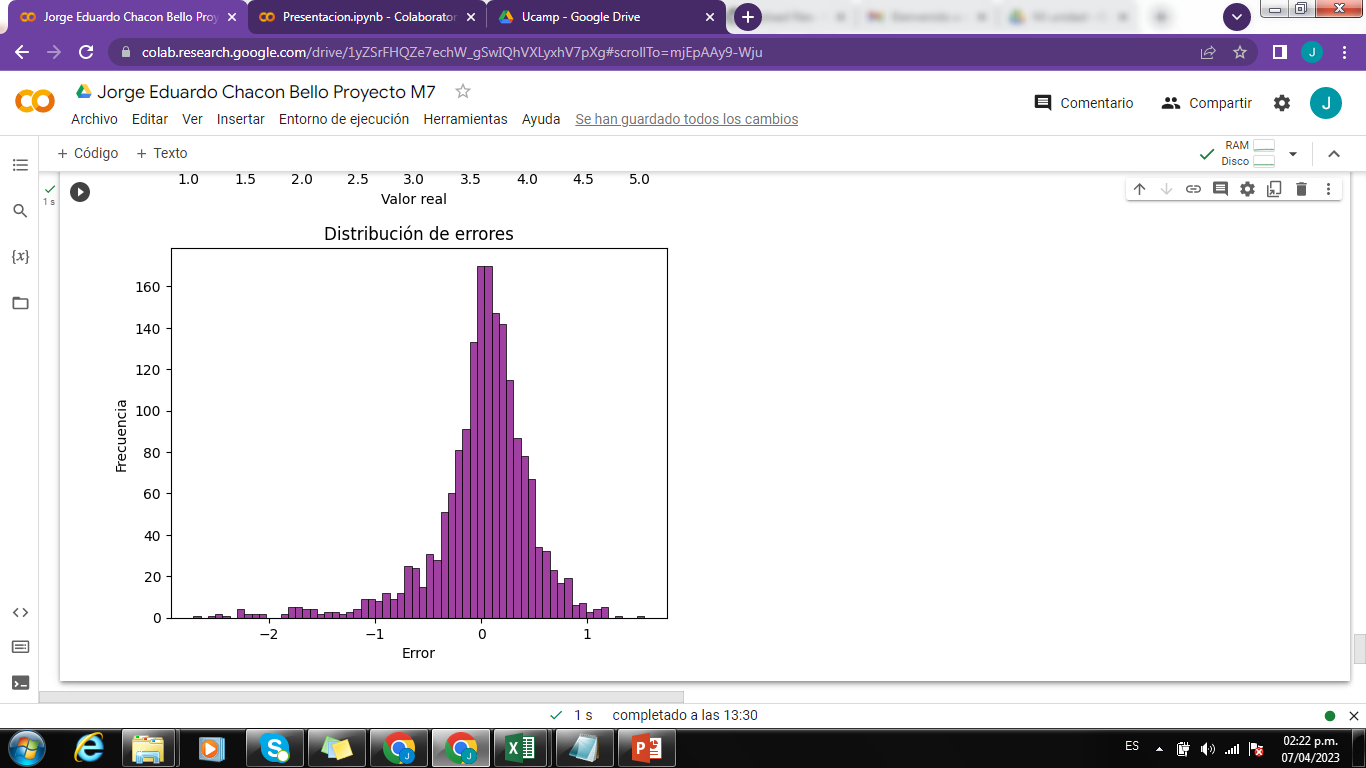 Jorge Eduardo Chacon Bello Proy
Presentacion.ipynb - Colaborator
Ucamp - Google Drive
colab.research.google.com/drive/1yZSrFHQZe7echW_gSwIQhVXLyxhV7pXg#scrollTo=mjEpAAy9-Wju
J
Jorge Eduardo Chacon Bello Proyecto M7
Comentario
Compartir
J
Archivo Editar Ver Insertar Entorno de ejecución Herramientas Ayuda Se han guardado todos los cambios
+ Código + Texto
RAM
Disco
1 s
1.0 1.5 2.0 2.5 3.0 3.5 4.0 4.5 5.0
Valor real
{x}
Distribución de errores
160
140
120
100
80
60
40
20
0
Frecuencia
−2 −1 0 1
Error
1 s completado a las 13:30
ES
02:22 p.m.
07/04/2023